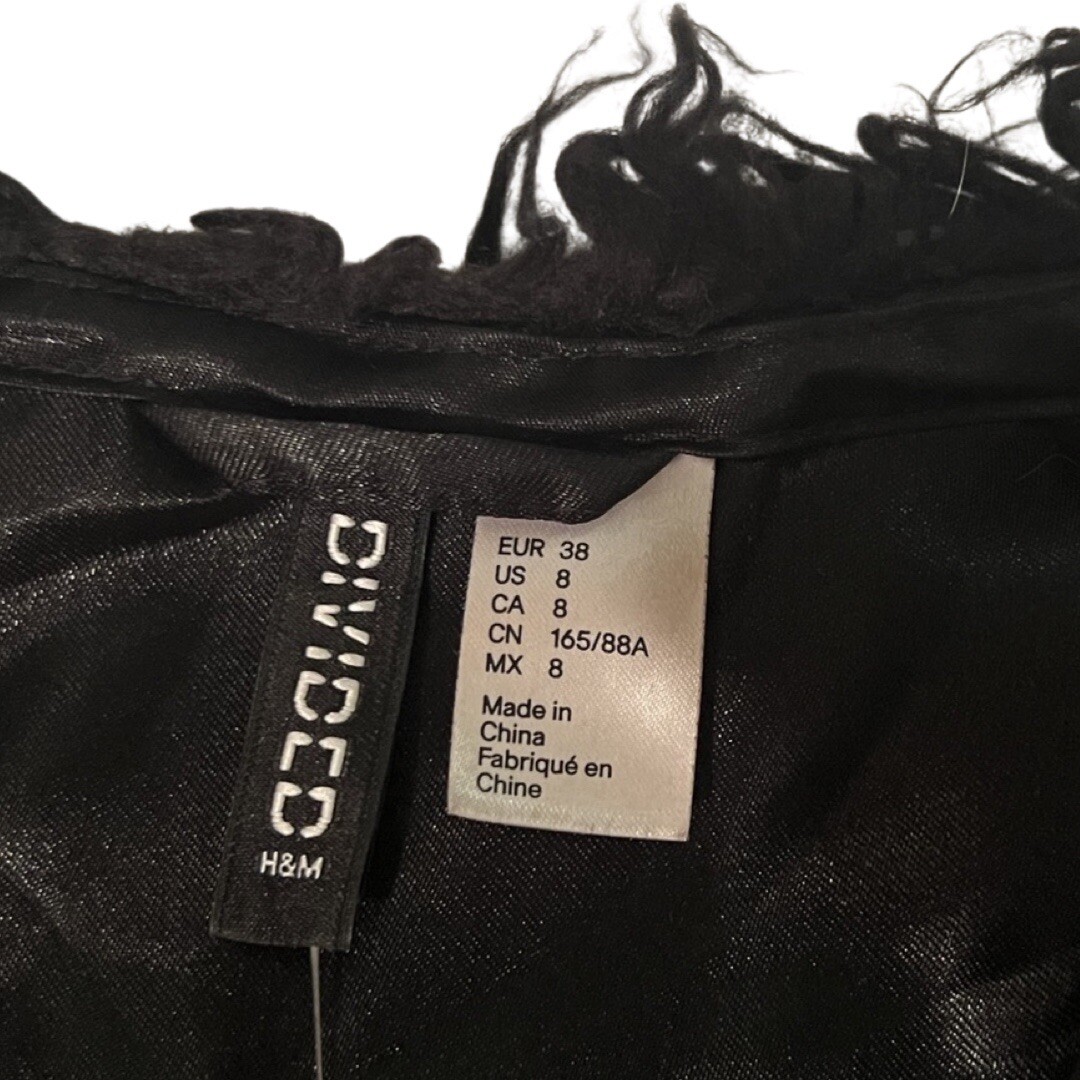 DIVIDED
H&M
EUR 38
US 8
CA 8
CN 165/88A
MX 8
Made in
China
Fabriqué en
Chine